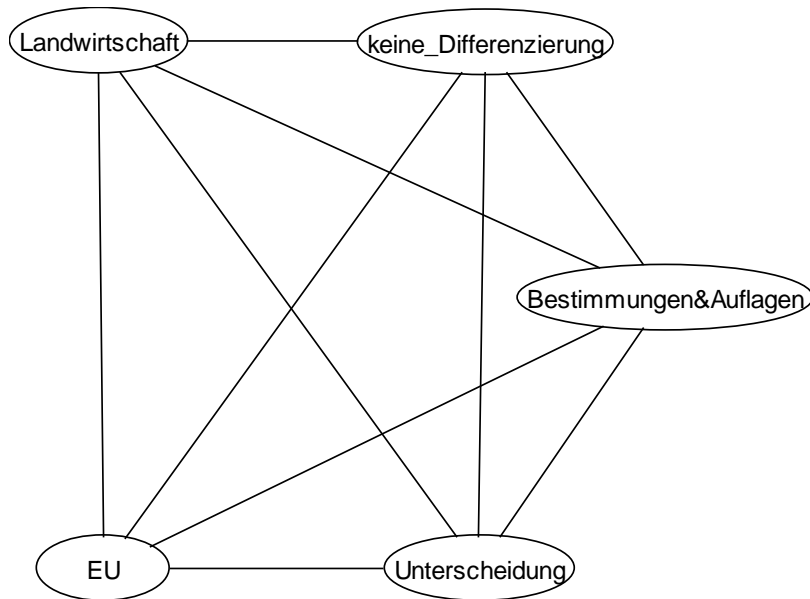 Landwirtschaft
keine_Differenzierung
Bestimmungen&Auflagen
EU
Unterscheidung